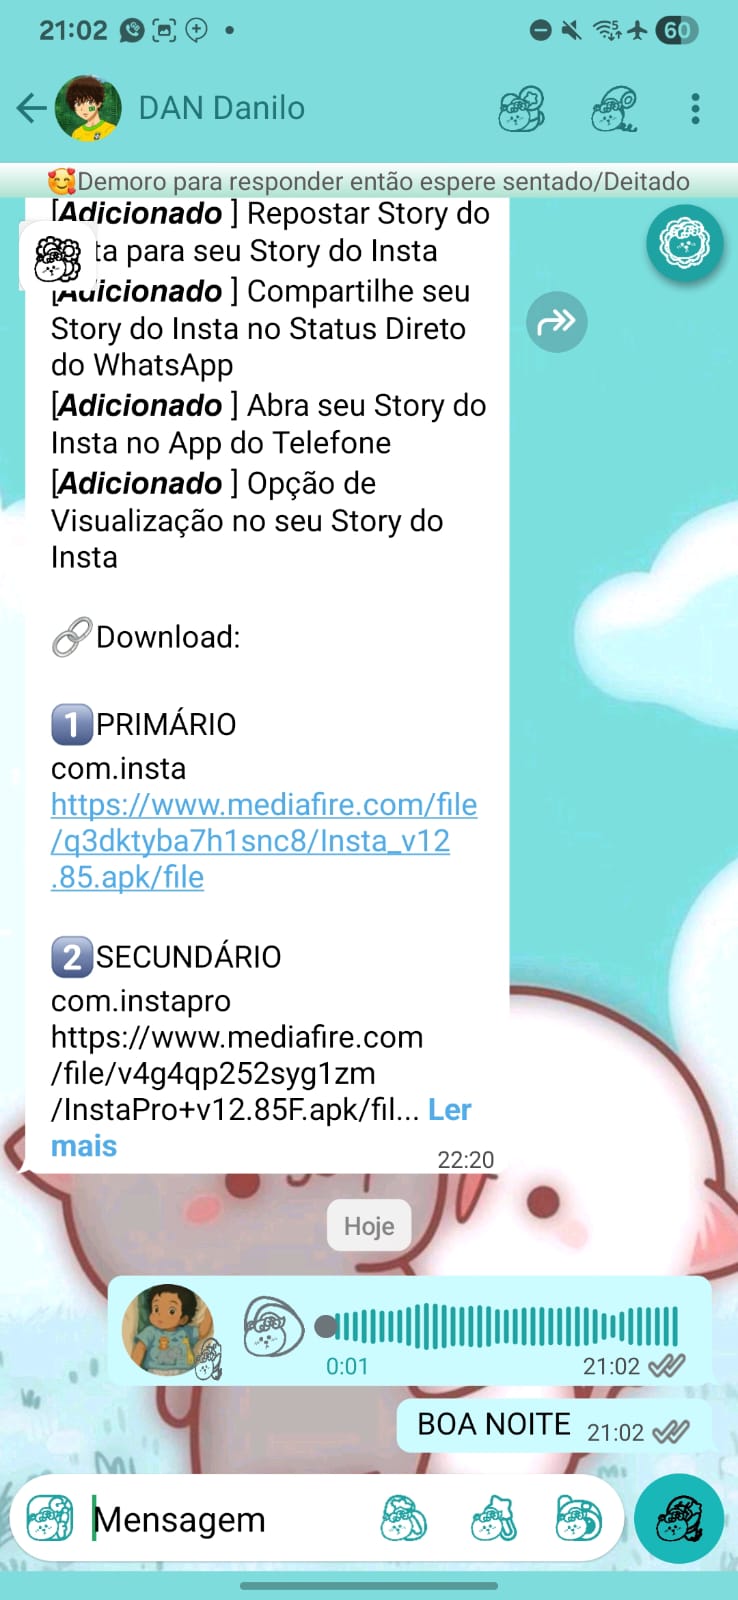 21:02
60
DAN Danilo
🥰Demoro para responder então espere sentado/Deitado
[Adicionado ] Repostar Story do
ta para seu Story do Insta
[Adicionado ] Compartilhe seu
Story do Insta no Status Direto
do WhatsApp
[Adicionado ] Abra seu Story do
Insta no App do Telefone
[Adicionado ] Opção de
Visualização no seu Story do
Insta
🔗Download:
1️⃣PRIMÁRIO
com.insta
https://www.mediafire.com/file
/q3dktyba7h1snc8/Insta_v12
.85.apk/file
2️⃣SECUNDÁRIO
com.instapro
https://www.mediafire.com
/file/v4g4qp252syg1zm
/InstaPro+v12.85F.apk/fil... Ler
mais
22:20
Hoje
0:01
21:02
BOA NOITE 21:02
Mensagem